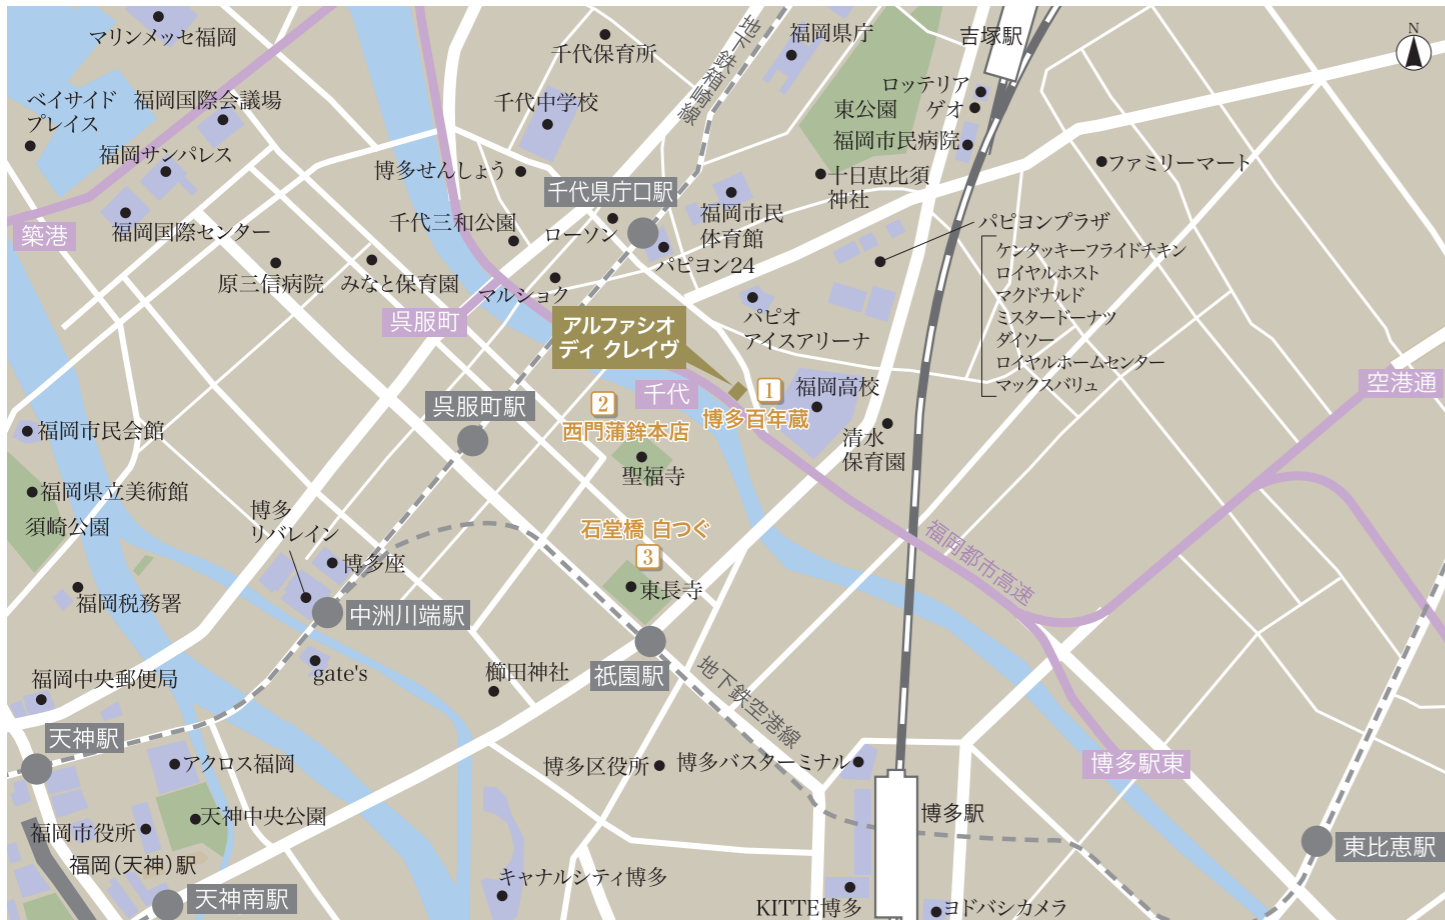 マリンメッセ福岡
千代保育所
地下鉄箱崎線
福岡県庁
吉塚駅
N
ベイサイド
プレイス
福岡国際会議場
千代中学校
ロッテリア
東公園
ゲオ
福岡サンパレス
博多せんしょう
福岡市民病院
ファミリーマート
千代県庁口駅
十日恵比須
神社
築港
福岡国際センター
千代三和公園
ローソン
福岡市民
体育館
パピヨンプラザ
ケンタッキーフライドチキン
ロイヤルホスト
マクドナルド
ミスタードーナツ
ダイソー
ロイヤルホームセンター
マックスバリュ
原三信病院
みなと保育園
パピヨン24
マルショク
呉服町
アルファシオ
ディ クレイヴ
パピオ
アイスアリーナ
空港通
千代
呉服町駅
2
西門蒲鉾本店
1
博多百年蔵
福岡高校
福岡市民会館
清水
保育園
聖福寺
福岡県立美術館
須崎公園
博多
リバレイン
石堂橋 白つぐ
3
福岡都市高速
博多座
東長寺
福岡税務署
中洲川端駅
祇園駅
福岡中央郵便局
gate's
櫛田神社
地下鉄空港線
天神駅
アクロス福岡
博多区役所
博多バスターミナル
博多駅東
天神中央公園
福岡市役所
博多駅
東比恵駅
福岡(天神)駅
天神南駅
キャナルシティ博多
KITTE博多
ヨドバシカメラ